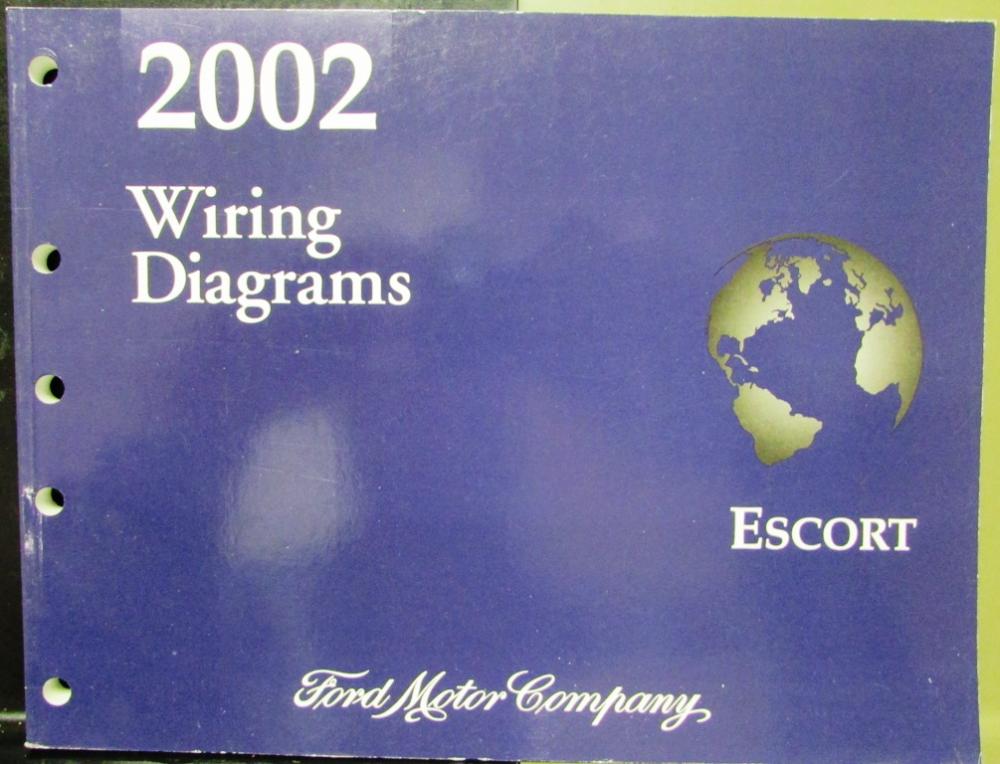 2002
Wiring
Diagrams
ESCORT
Ford Motor Company